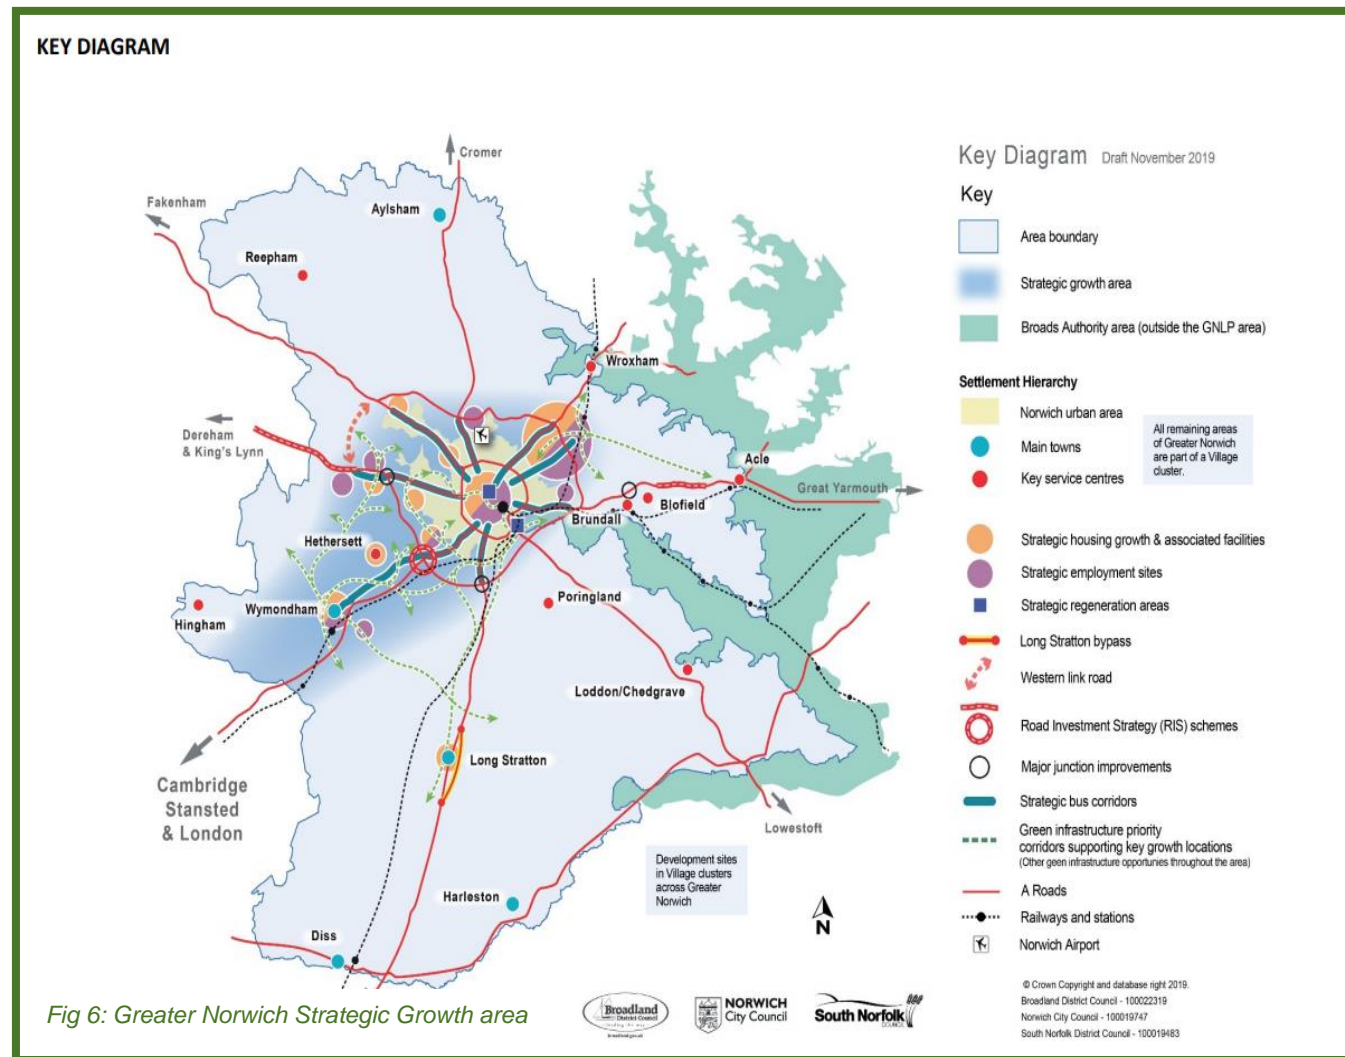 KEY DIAGRAM
Cromer
Fakenham
Aylsham
Reepham
Wroxham
Dereham
& King's Lynn
Acle
Great Yarmouth
Blofield
Brundall
Hethersett
Wymondham
Hingham
Poringland
Loddon/Chedgrave
Long Stratton
Cambridge
Stansted
& London
Lowestoft
Development sites
in Village clusters
across Greater
Norwich
Harleston
Diss
N
Key Diagram Draft November 2019
Key
Area boundary
Strategic growth area
Broads Authority area (outside the GNLP area)
Settlement Hierarchy
Norwich urban area
Main towns
Key service centres
All remaining areas
of Greater Norwich
are part of a Village
cluster.
Strategic housing growth & associated facilities
Strategic employment sites
Strategic regeneration areas
Long Stratton bypass
Western link road
Road Investment Strategy (RIS) schemes
Major junction improvements
Strategic bus corridors
Green infrastructure priority
corridors supporting key growth locations
(Other geen infrastructure opportunies throughout the area)
A Roads
Railways and stations
Norwich Airport
© Crown Copyright and database right 2019.
Broadland District Council - 100022319
Norwich City Council - 100019747
South Norfolk District Council - 100019483
Fig 6: Greater Norwich Strategic Growth area
Broadland
District Council
NORWICH
City Council
South Norfolk
COUNCIL